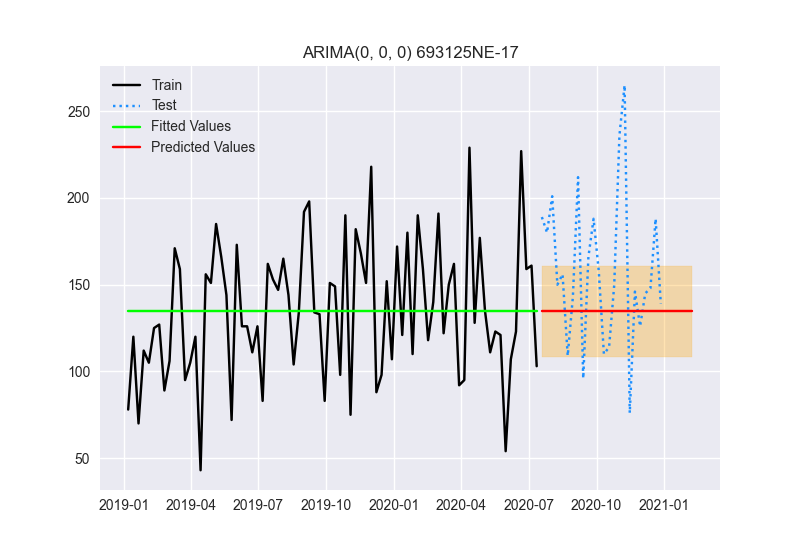 ARIMA(0, 0, 0) 693125NE-17
Train
Test
Fitted Values
Predicted Values
250
200
150
100
50
2019-01 2019-04 2019-07 2019-10 2020-01 2020-04 2020-07 2020-10 2021-01